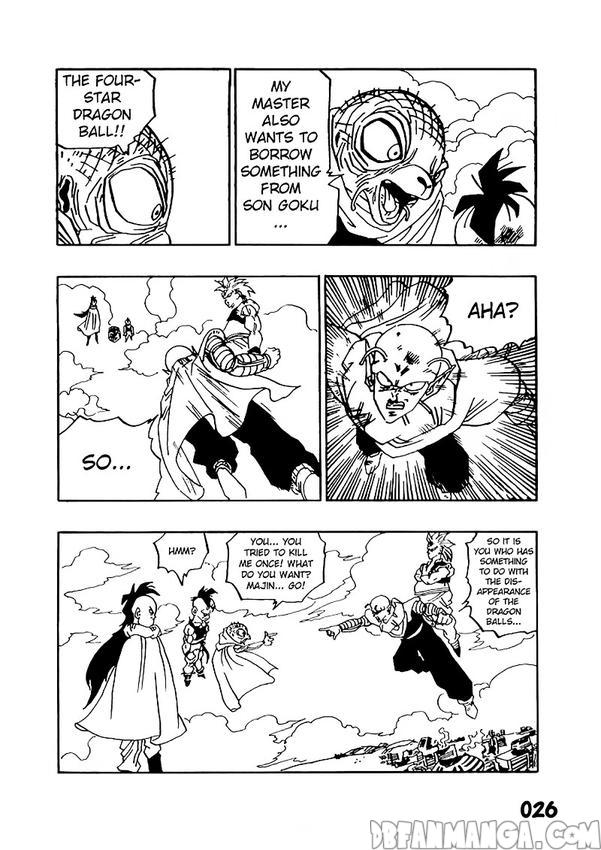 THE FOUR-
STAR
DRAGON
BALL!!
MY
MASTER
ALSO
WANTS TO
BORROW
SOMETHING
FROM
SON GOKU
...
SO...
AHA?
HMM?
YOU... YOU
TRIED TO KILL
ME ONCE! WHAT
DO YOU WANT?
MAJIN... GO!
SO IT IS
YOU WHO HAS
SOMETHING
TO DO WITH
THE DIS-
APPEARANCE
OF THE
DRAGON
BALLS...
026
DBFANMANGA.COM